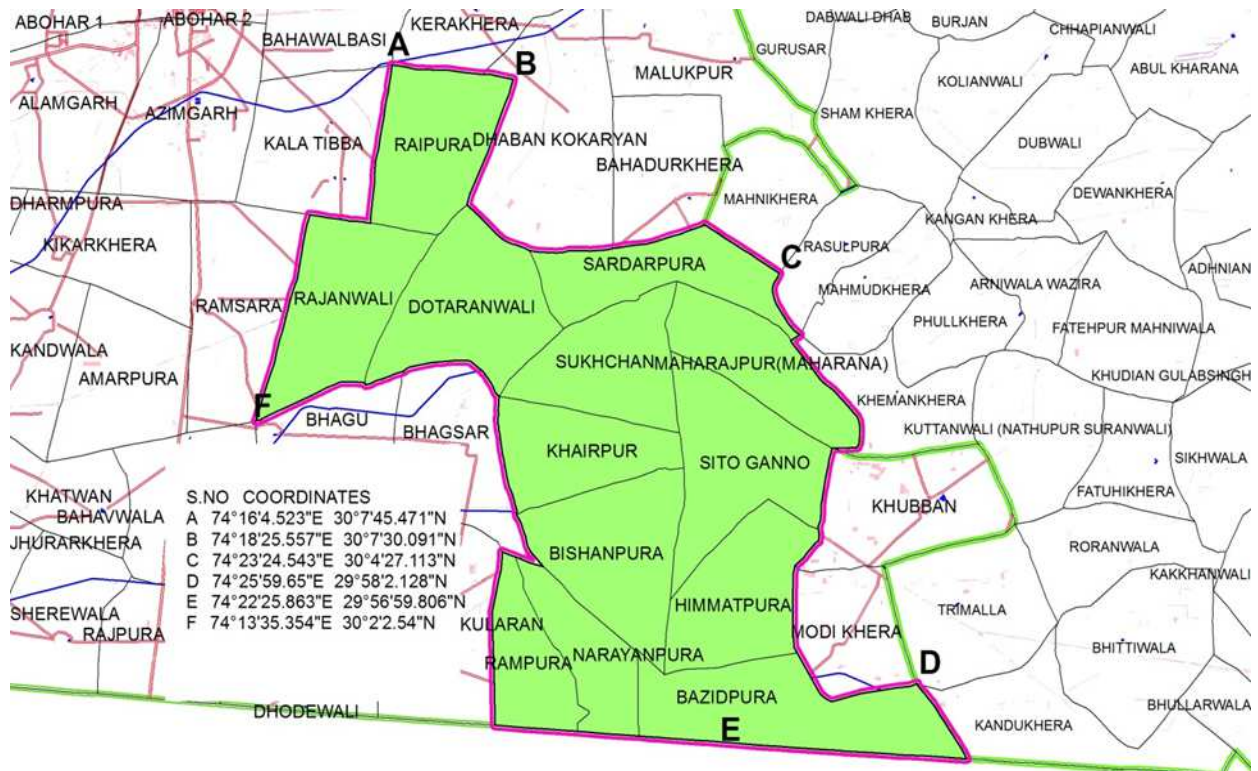 ABOHAR 1
ABOHAR 2
KERAKHERA
DABWALI DHAB
BURJAN
CHHAPIANWALI
BAHAWALBASI
A
GURUSAR
B
MALUKPUR
KOLIANWALI
ABUL KHARANA
ALAMGARH
AZIMGARH
SHAM KHERA
KALA TIBBA
RAIPURA
DHABAN KOKARYAN
DUBWALI
BAHADURKHERA
DHARMPURA
MAHNIKHERA
DEWANKHERA
KIKARKHERA
KANGAN KHERA
RASULPURA
C
SARDARPURA
ADHNIAN
RAMSARA
RAJANWALI
DOTARANWALI
MAHMUDKHERA
ARNIWALA WAZIRA
PHULLKHERA
FATEHPUR MAHNIWALA
KANDWALA
AMARPURA
SUKHCHAN
MAHARAJPUR(MAHARANA)
KHUDIAN GULABSINGH
F
BHAGU
BHAGSAR
KHEMANKHERA
KUTTANWALI (NATHUPUR SURANWALI)
KHAIRPUR
SITO GANNO
SIKHWALA
KHATWAN
BAHAVWALA
KHUBBAN
FATUHIKHERA
JHURARKHERA
BISHANPURA
RORANWALA
KAKKHANWALI
S.NO COORDINATES
A 74°16'4.523"E 30°7'45.471"N
B 74°18'25.557"E 30°7'30.091"N
C 74°23'24.543"E 30°4'27.113"N
D 74°25'59.65"E 29°58'2.128"N
E 74°22'25.863"E 29°56'59.806"N
F 74°13'35.354"E 30°2'2.54"N
SHEREWALA
RAJPURA
KULARAN
HIMMATPURA
MODI KHERA
TRIMALLA
RAMPURA
NARAYANPURA
BHITTIWALA
D
BAZIDPURA
DHODEWALI
E
KANDUKHERA
BHULLARWALA